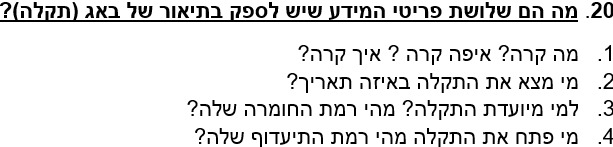 20. מה הם שלושת פריטי המידע שיש לספק בתיאור של באג (תקלה)?
1. מה קרה? איפה קרה ? איך קרה?
2. מי מצא את התקלה באיזה תאריך?
3. למי מיועדת התקלה? מהי רמת החומרה שלה?
4. מי פתח את התקלה מהי רמת התיעדוף שלה?